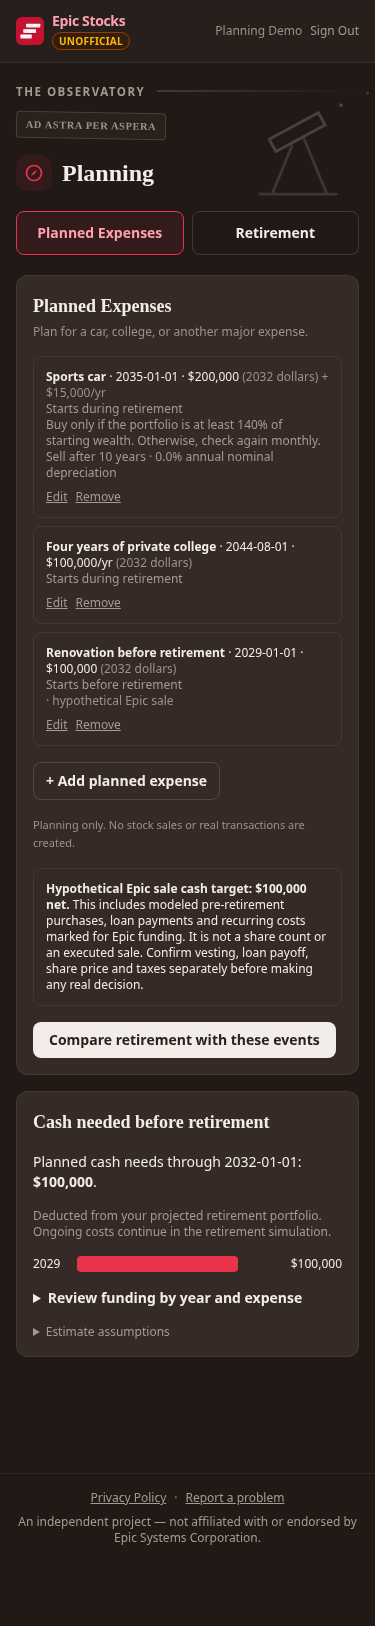 Epic Stocks
UNOFFICIAL
Planning Demo Sign Out
THE OBSERVATORY
AD ASTRA PER ASPERA
Planning
Planned Expenses
Retirement
Planned Expenses
Plan for a car, college, or another major expense.
Sports car · 2035-01-01 · $200,000 (2032 dollars) +
$15,000/yr
Starts during retirement
Buy only if the portfolio is at least 140% of
starting wealth. Otherwise, check again monthly.
Sell after 10 years · 0.0% annual nominal
depreciation
Edit Remove
Four years of private college · 2044-08-01 ·
$100,000/yr (2032 dollars)
Starts during retirement
Edit Remove
Renovation before retirement · 2029-01-01 ·
$100,000 (2032 dollars)
Starts before retirement
· hypothetical Epic sale
Edit Remove
+ Add planned expense
Planning only. No stock sales or real transactions are
created.
Hypothetical Epic sale cash target: $100,000
net. This includes modeled pre-retirement
purchases, loan payments and recurring costs
marked for Epic funding. It is not a share count or
an executed sale. Confirm vesting, loan payoff,
share price and taxes separately before making
any real decision.
Compare retirement with these events
Cash needed before retirement
Planned cash needs through 2032-01-01:
$100,000.
Deducted from your projected retirement portfolio.
Ongoing costs continue in the retirement simulation.
2029 $100,000
Review funding by year and expense
Estimate assumptions
Privacy Policy · Report a problem
An independent project — not affiliated with or endorsed by
Epic Systems Corporation.